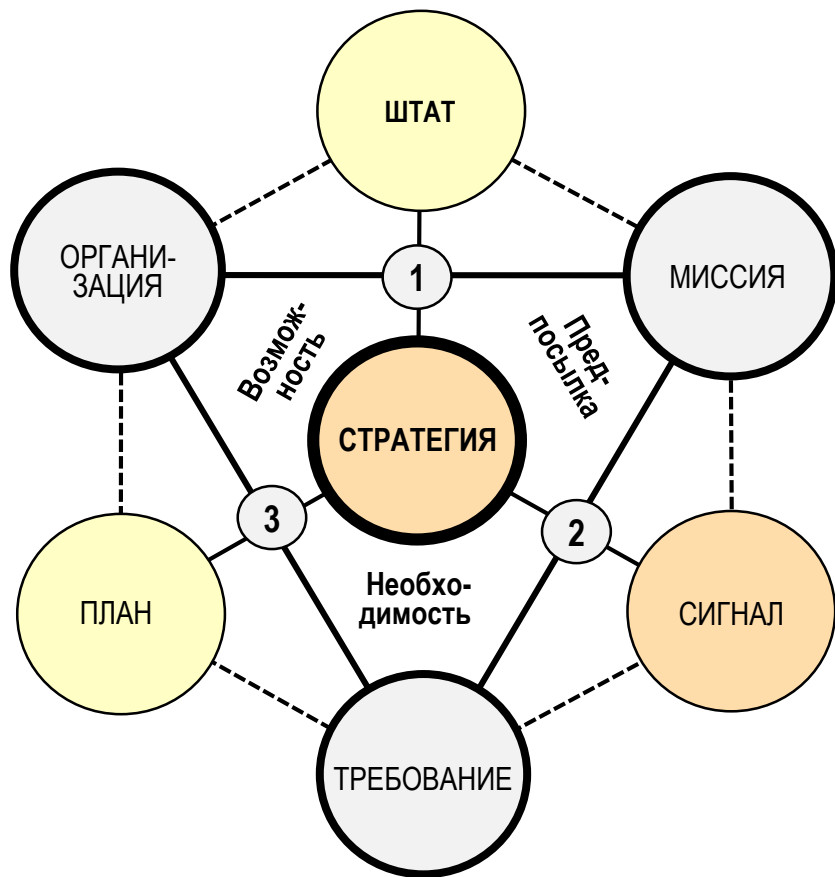 ШТАТ
ОРГАНИ-
ЗАЦИЯ
1
МИССИЯ
Возмож-
ность
Пред-
посылка
СТРАТЕГИЯ
3
2
Необхо-
димость
ПЛАН
СИГНАЛ
ТРЕБОВАНИЕ